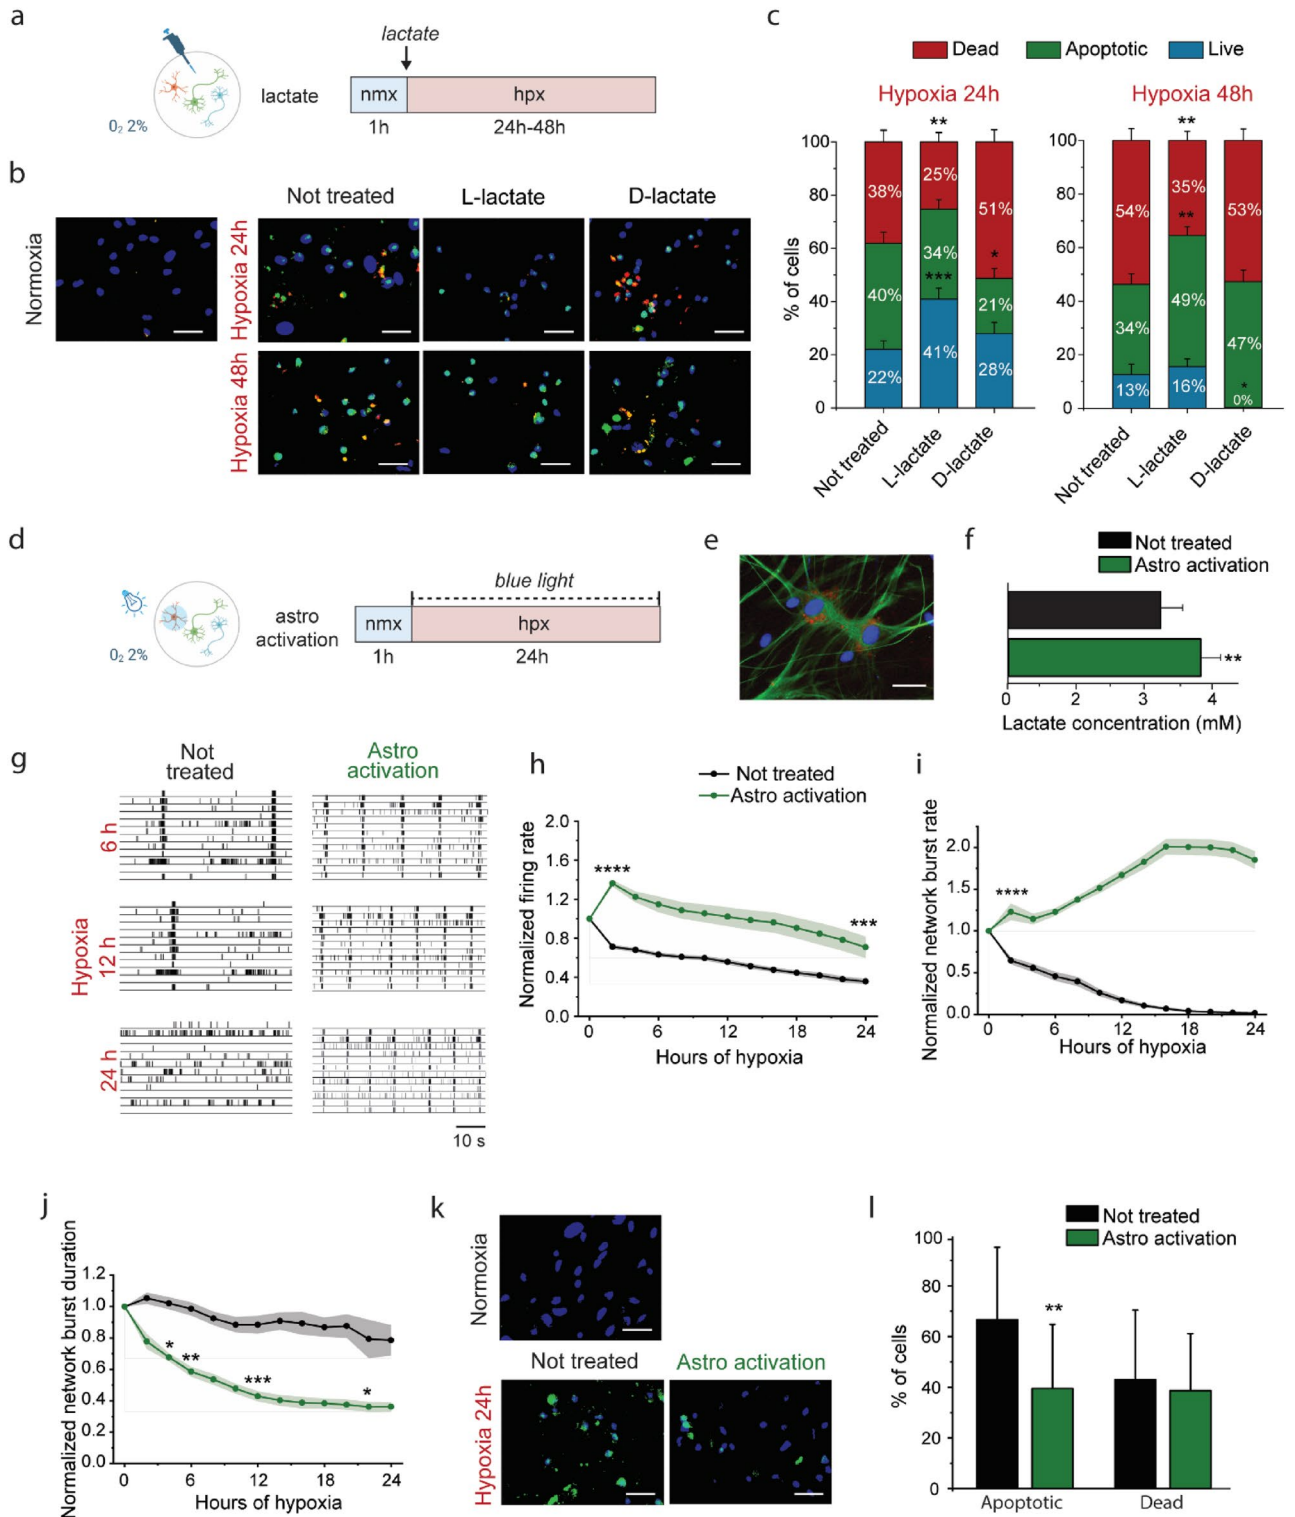 a
lactate
lactate
nmx
hpx
O₂ 2%
1h
24h-48h
b
Not treated
L-lactate
D-lactate
Normoxia
Hypoxia 24h
Hypoxia 48h
c
Dead
Apoptotic
Live
Hypoxia 24h
Hypoxia 48h
% of cells
100
80
60
40
20
0
**
38%
25%
51%
*
40%
34%
***
21%
22%
41%
28%
Not treated
L-lactate
D-lactate
100
80
60
40
20
0
**
54%
35%
53%
**
34%
49%
47%
*
13%
16%
0%
Not treated
L-lactate
D-lactate
d
blue light
astro
activation
nmx
hpx
O₂ 2%
1h
24h
e
f
Not treated
Astro activation
**
0
2
3
4
Lactate concentration (mM)
g
Not
treated
Astro
activation
Hypoxia
6 h
12 h
24 h
10 s
h
Not treated
Astro activation
Normalized firing rate
2.0
1.6
1.2
0.8
0.4
0.0
****
***
0
6
12
18
24
Hours of hypoxia
i
Normalized network burst rate
2.0
1.5
1.0
0.5
0.0
****
0
6
12
18
24
Hours of hypoxia
j
Normalized network burst duration
1.2
1.0
0.8
0.6
0.4
0.2
0.0
*
**
***
*
0
6
12
18
24
Hours of hypoxia
k
Normoxia
Not treated
Astro activation
Hypoxia 24h
l
Not treated
Astro activation
% of cells
100
80
60
40
20
0
**
Apoptotic
Dead